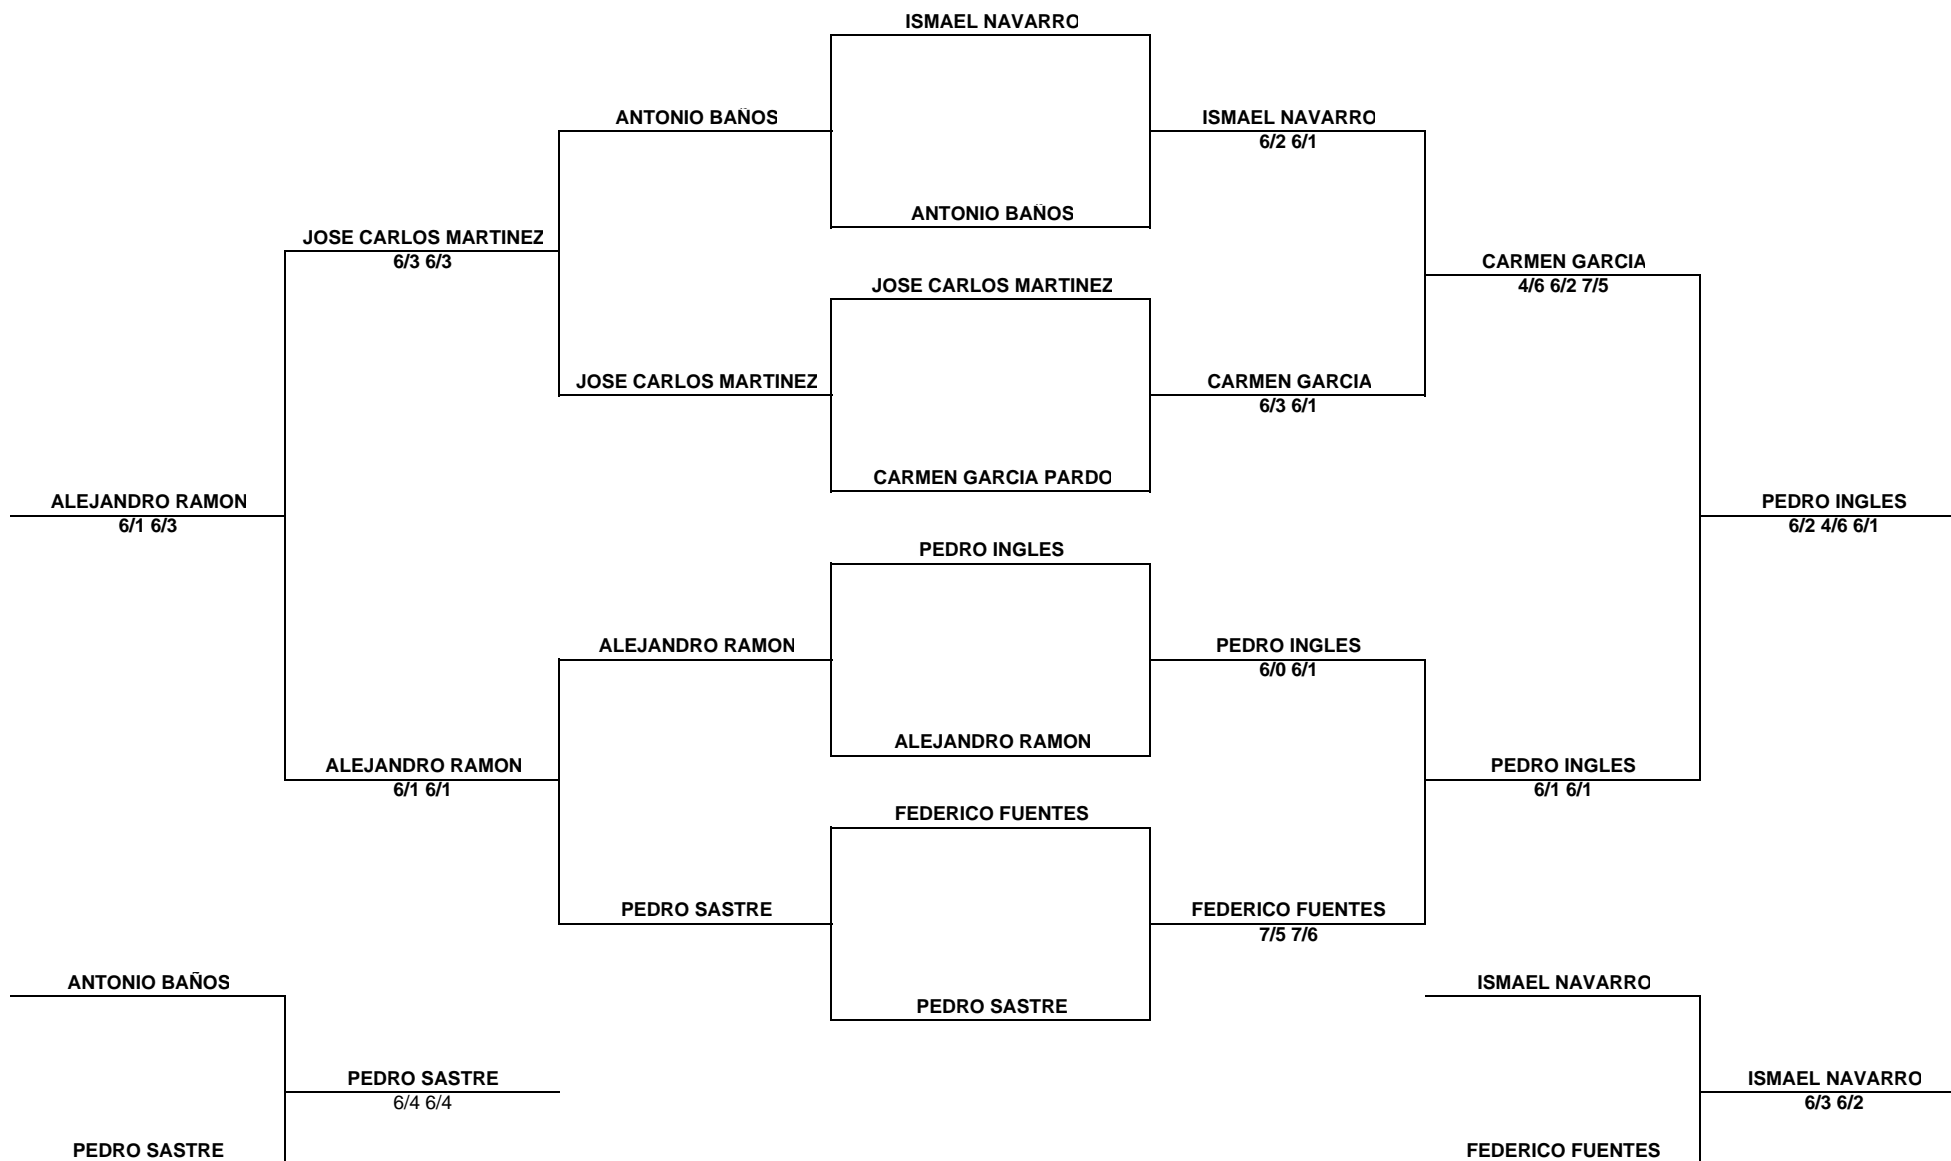 ISMAEL NAVARRO
ANTONIO BAÑOS
ISMAEL NAVARRO
6/2 6/1
ANTONIO BAÑOS
JOSE CARLOS MARTINEZ
6/3 6/3
CARMEN GARCIA
4/6 6/2 7/5
JOSE CARLOS MARTINEZ
JOSE CARLOS MARTINEZ
CARMEN GARCIA
6/3 6/1
CARMEN GARCIA PARDO
ALEJANDRO RAMON
6/1 6/3
PEDRO INGLES
6/2 4/6 6/1
PEDRO INGLES
ALEJANDRO RAMON
PEDRO INGLES
6/0 6/1
ALEJANDRO RAMON
ALEJANDRO RAMON
6/1 6/1
PEDRO INGLES
6/1 6/1
FEDERICO FUENTES
PEDRO SASTRE
FEDERICO FUENTES
7/5 7/6
ANTONIO BAÑOS
ISMAEL NAVARRO
PEDRO SASTRE
PEDRO SASTRE
6/4 6/4
ISMAEL NAVARRO
6/3 6/2
PEDRO SASTRE
FEDERICO FUENTES